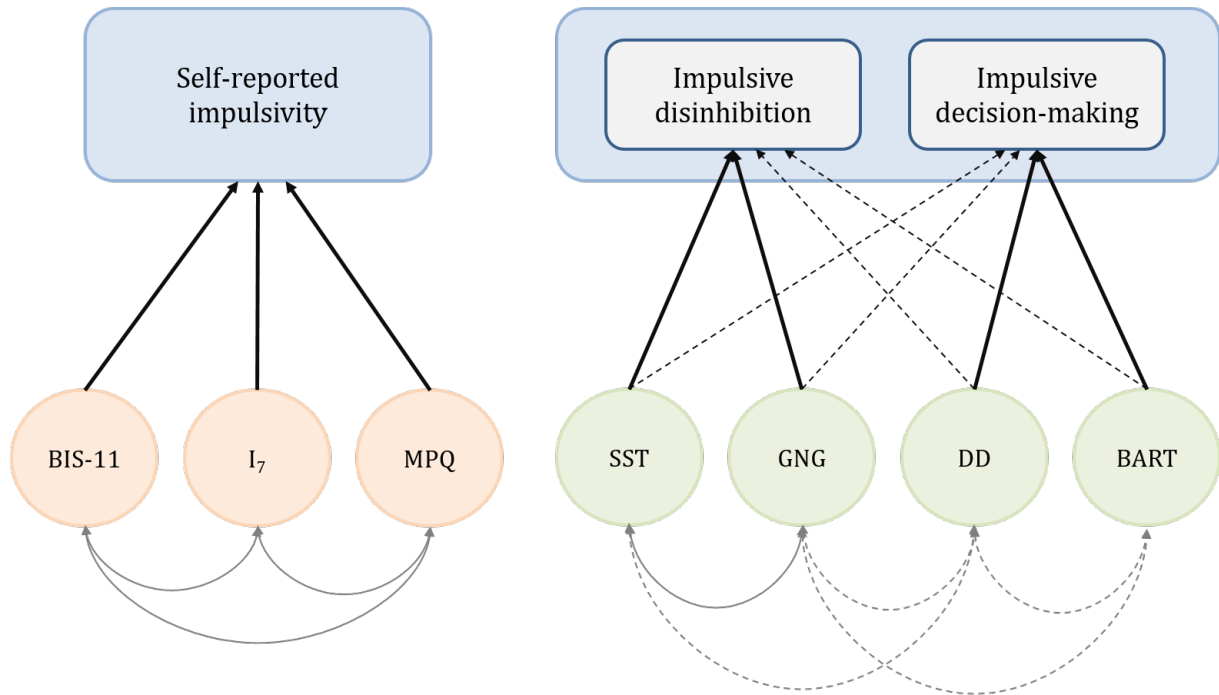 Self-reported
impulsivity
Impulsive
disinhibition
Impulsive
decision-making
BIS-11
I₇
MPQ
SST
GNG
DD
BART